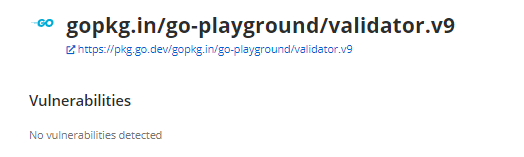 GO gopkg.in/go-playground/validator.v9
https://pkg.go.dev/gopkg.in/go-playground/validator.v9
Vulnerabilities
No vulnerabilities detected